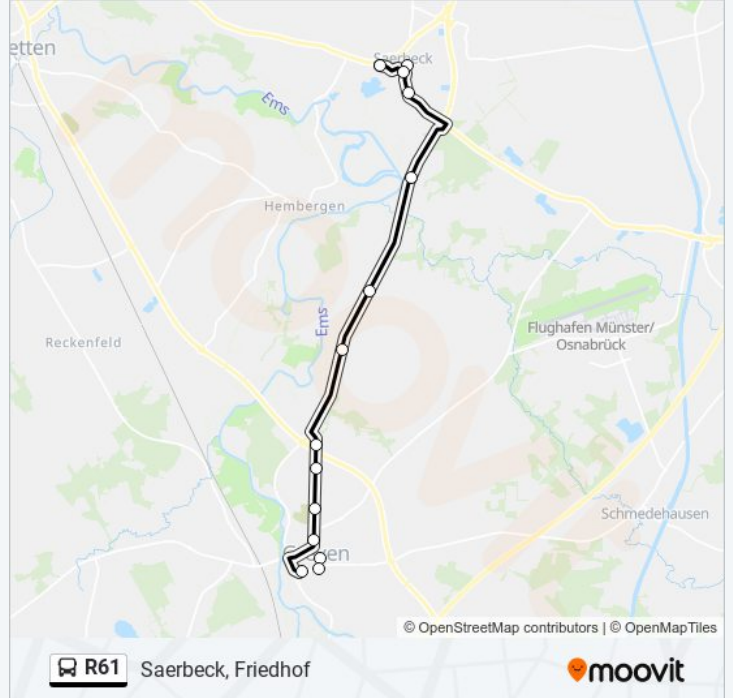 etten
Saerbeck
Ems
Hembergen
Ems
Flughafen Münster/
Osnabrück
Reckenfeld
Schmedehausen
© OpenStreetMap contributors | © OpenMapTiles
R61 Saerbeck, Friedhof
moovit